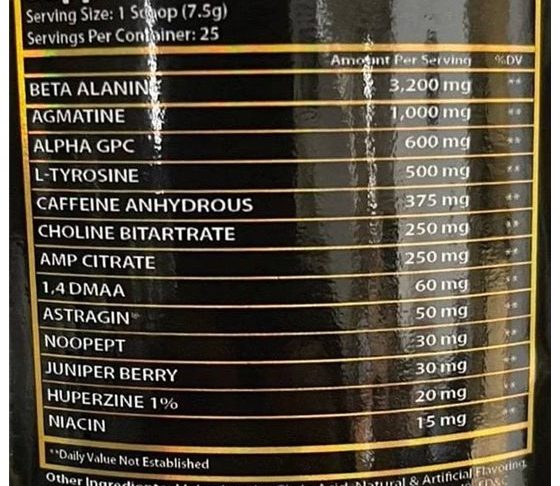 Serving Size: 1 Scoop (7.5g)
Servings Per Container: 25
Amount Per Serving %DV
BETA ALANINE 3,200 mg **
AGMATINE 1,000 mg **
ALPHA GPC 600 mg **
L-TYROSINE 500 mg **
CAFFEINE ANHYDROUS 375 mg **
CHOLINE BITARTRATE 250 mg **
AMP CITRATE 250 mg **
1,4 DMAA 60 mg **
ASTRAGIN® 50 mg **
NOOPEPT 30 mg **
JUNIPER BERRY 30 mg **
HUPERZINE 1% 20 mg **
NIACIN 15 mg **
**Daily Value Not Established
Other Natural & Artificial Flavoring,
FD&C